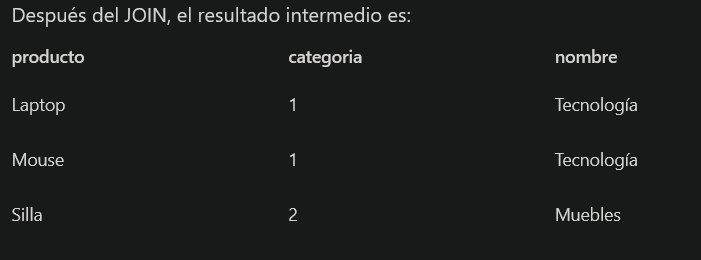 Después del JOIN, el resultado intermedio es:
producto categoria nombre
Laptop 1 Tecnología
Mouse 1 Tecnología
Silla 2 Muebles